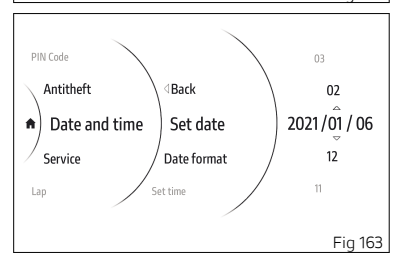 PIN Code
Antitheft
Date and time
Service
Lap
Back
Set date
Date format
Set time
03
02
2021/01/06
12
11
Fig 163